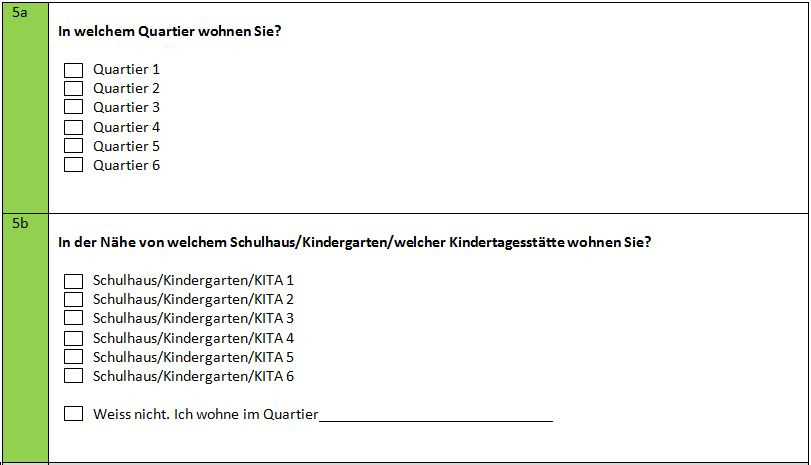 5a
In welchem Quartier wohnen Sie?
Quartier 1
Quartier 2
Quartier 3
Quartier 4
Quartier 5
Quartier 6
5b
In der Nähe von welchem Schulhaus/Kindergarten/welcher Kindertagesstätte wohnen Sie?
Schulhaus/Kindergarten/KITA 1
Schulhaus/Kindergarten/KITA 2
Schulhaus/Kindergarten/KITA 3
Schulhaus/Kindergarten/KITA 4
Schulhaus/Kindergarten/KITA 5
Schulhaus/Kindergarten/KITA 6
Weiss nicht. Ich wohne im Quartier____________________________